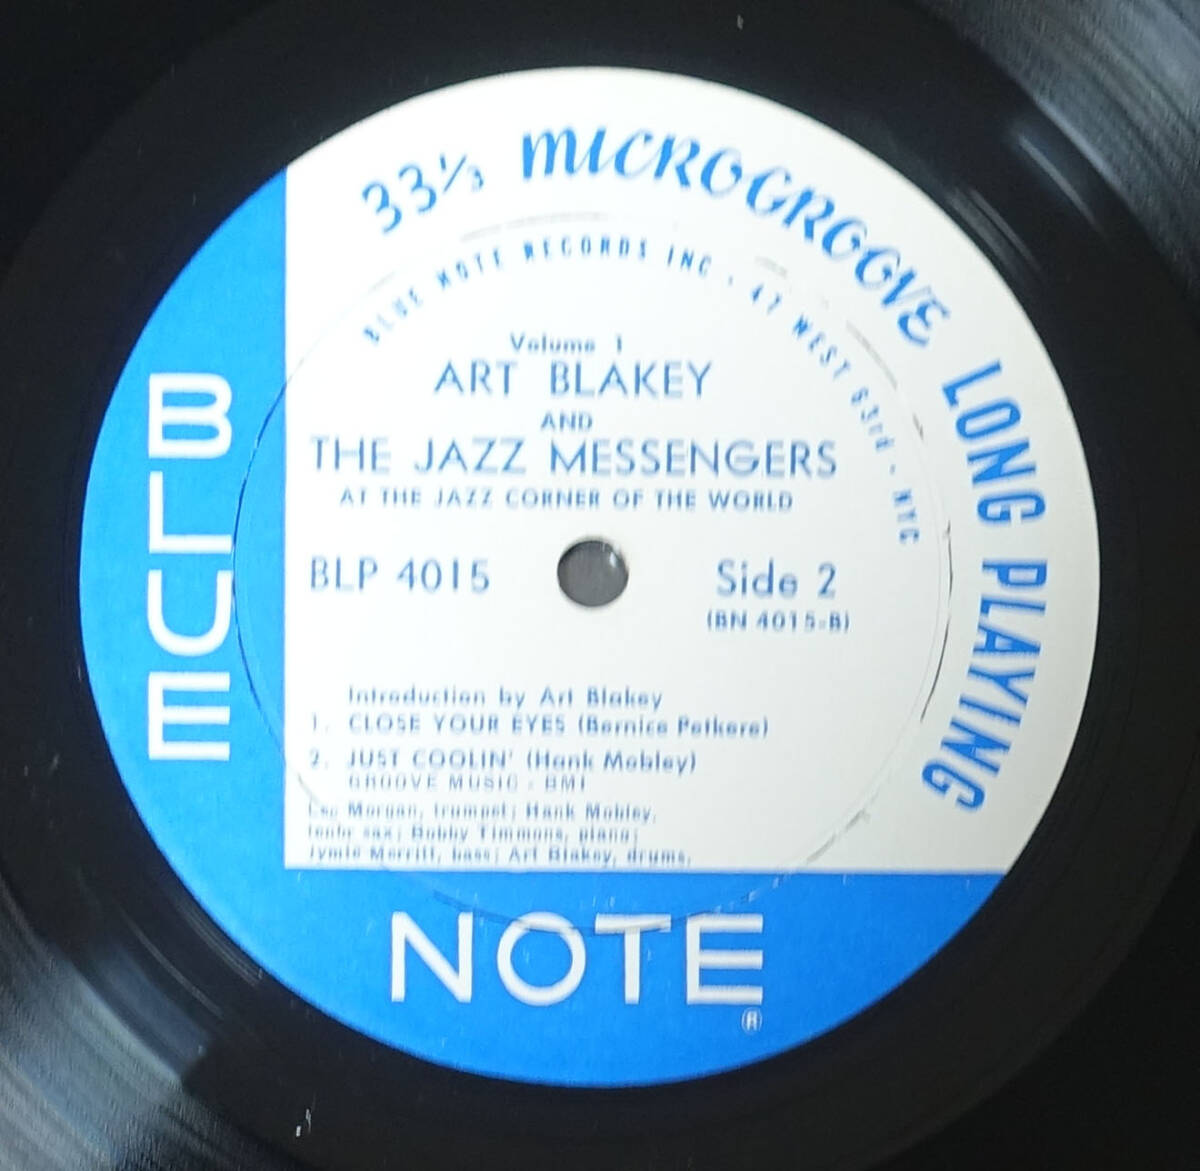 33⅓ MICROGROOVE LONG PLAYING
BLUE NOTE RECORDS INC · 47 WEST 63rd · NYC
Volume 1
ART BLAKEY
AND
THE JAZZ MESSENGERS
AT THE JAZZ CORNER OF THE WORLD
BLP 4015
Side 2
(BN 4015-B)
Introduction by Art Blakey
1. CLOSE YOUR EYES (Bernice Petkere)
2. JUST COOLIN' (Hank Mobley)
GROOVE MUSIC - BMI
Lee Morgan, trumpet; Hank Mobley,
tenor sax; Bobby Timmons, piano;
Jymie Merritt, bass; Art Blakey, drums.
BLUE
NOTE
®